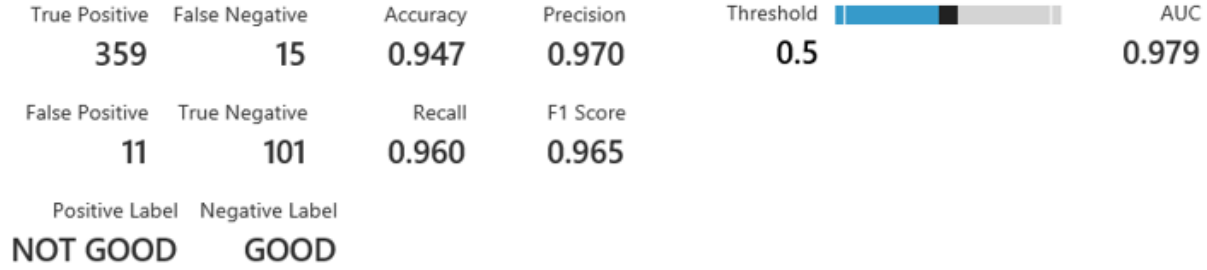 True Positive False Negative Accuracy Precision Threshold AUC
359 15 0.947 0.970 0.5 0.979
False Positive True Negative Recall F1 Score
11 101 0.960 0.965
Positive Label Negative Label
NOT GOOD GOOD